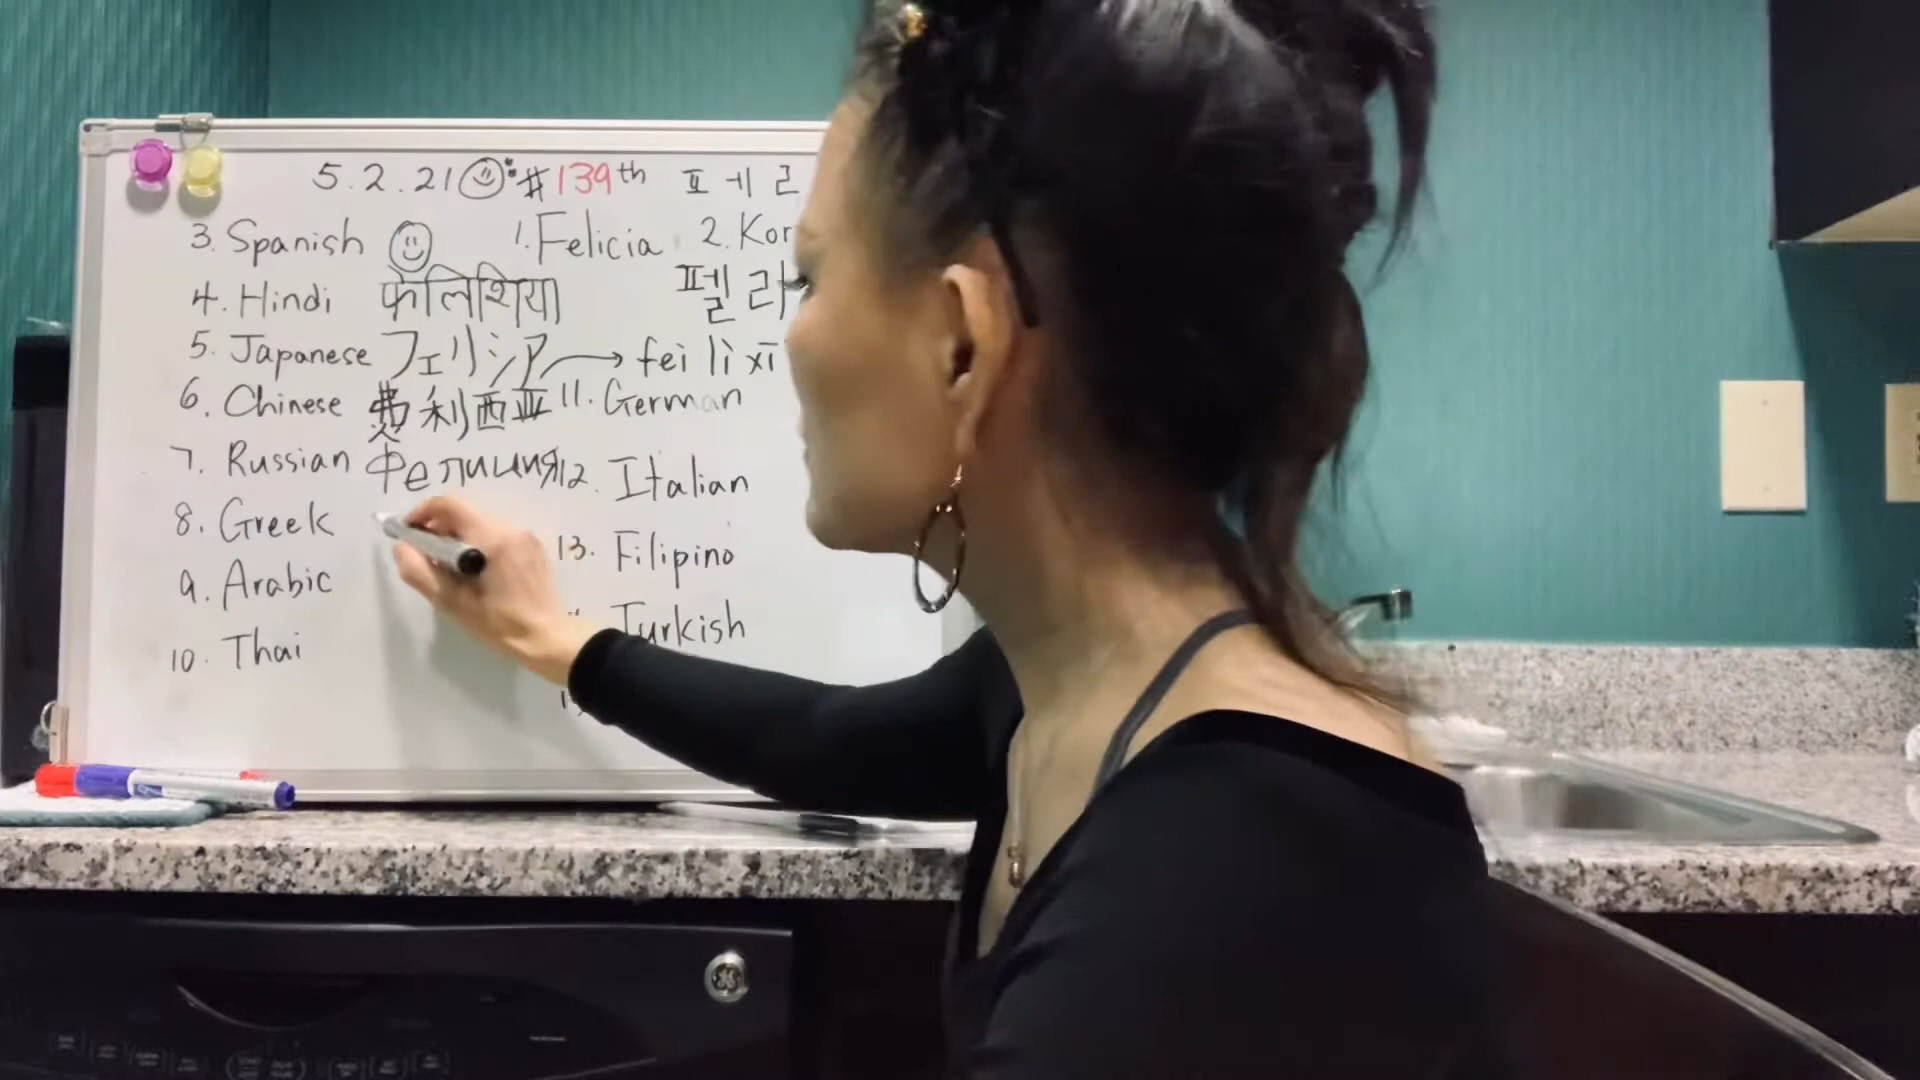 5.2.21 #139th ㅍㅔㄹ
3. Spanish 1. Felicia 2. Kor
4. Hindi फेलिशिया 펠리
5. Japanese フェリシア → fei lì xī
6. Chinese 费利西亚 11. German
7. Russian Фелиция 12. Italian
8. Greek 13. Filipino
9. Arabic Turkish
10. Thai